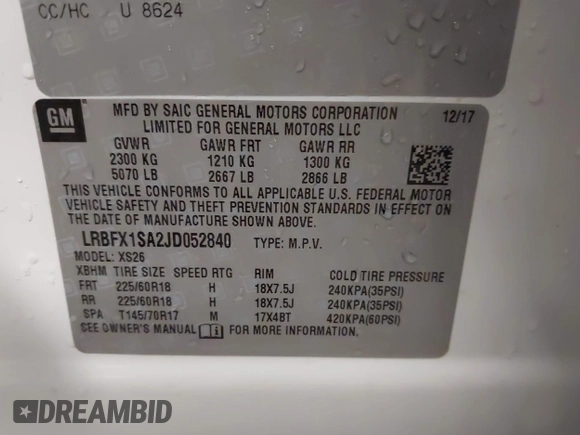 CC/HC U 8624
GM
MFD BY SAIC GENERAL MOTORS CORPORATION 12/17
LIMITED FOR GENERAL MOTORS LLC
GVWR GAWR FRT GAWR RR
2300 KG 1210 KG 1300 KG
5070 LB 2667 LB 2866 LB
THIS VEHICLE CONFORMS TO ALL APPLICABLE U.S. FEDERAL MOTOR
VEHICLE SAFETY AND THEFT PREVENTION STANDARDS IN EFFECT ON
THE DATE OF MANUFACTURE SHOWN ABOVE.
LRBFX1SA2JD052840 TYPE: M.P.V.
MODEL: XS26
XBHM TIRE SIZE SPEED RTG RIM COLD TIRE PRESSURE
FRT 225/60R18 H 18X7.5J 240KPA(35PSI)
RR 225/60R18 H 18X7.5J 240KPA(35PSI)
SPA T145/70R17 M 17X4BT 420KPA(60PSI)
SEE OWNER'S MANUAL FOR MORE INFORMATION
DREAMBID